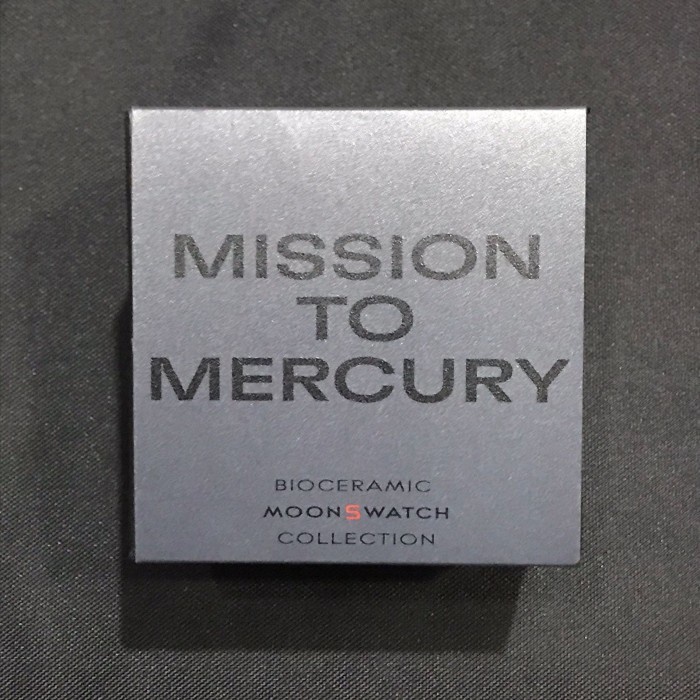 MISSION
TO
MERCURY
BIOCERAMIC
MOONSWATCH
COLLECTION